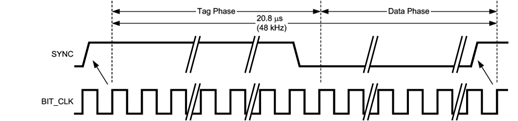 Tag Phase
Data Phase
20.8 µs
(48 kHz)
SYNC
BIT_CLK